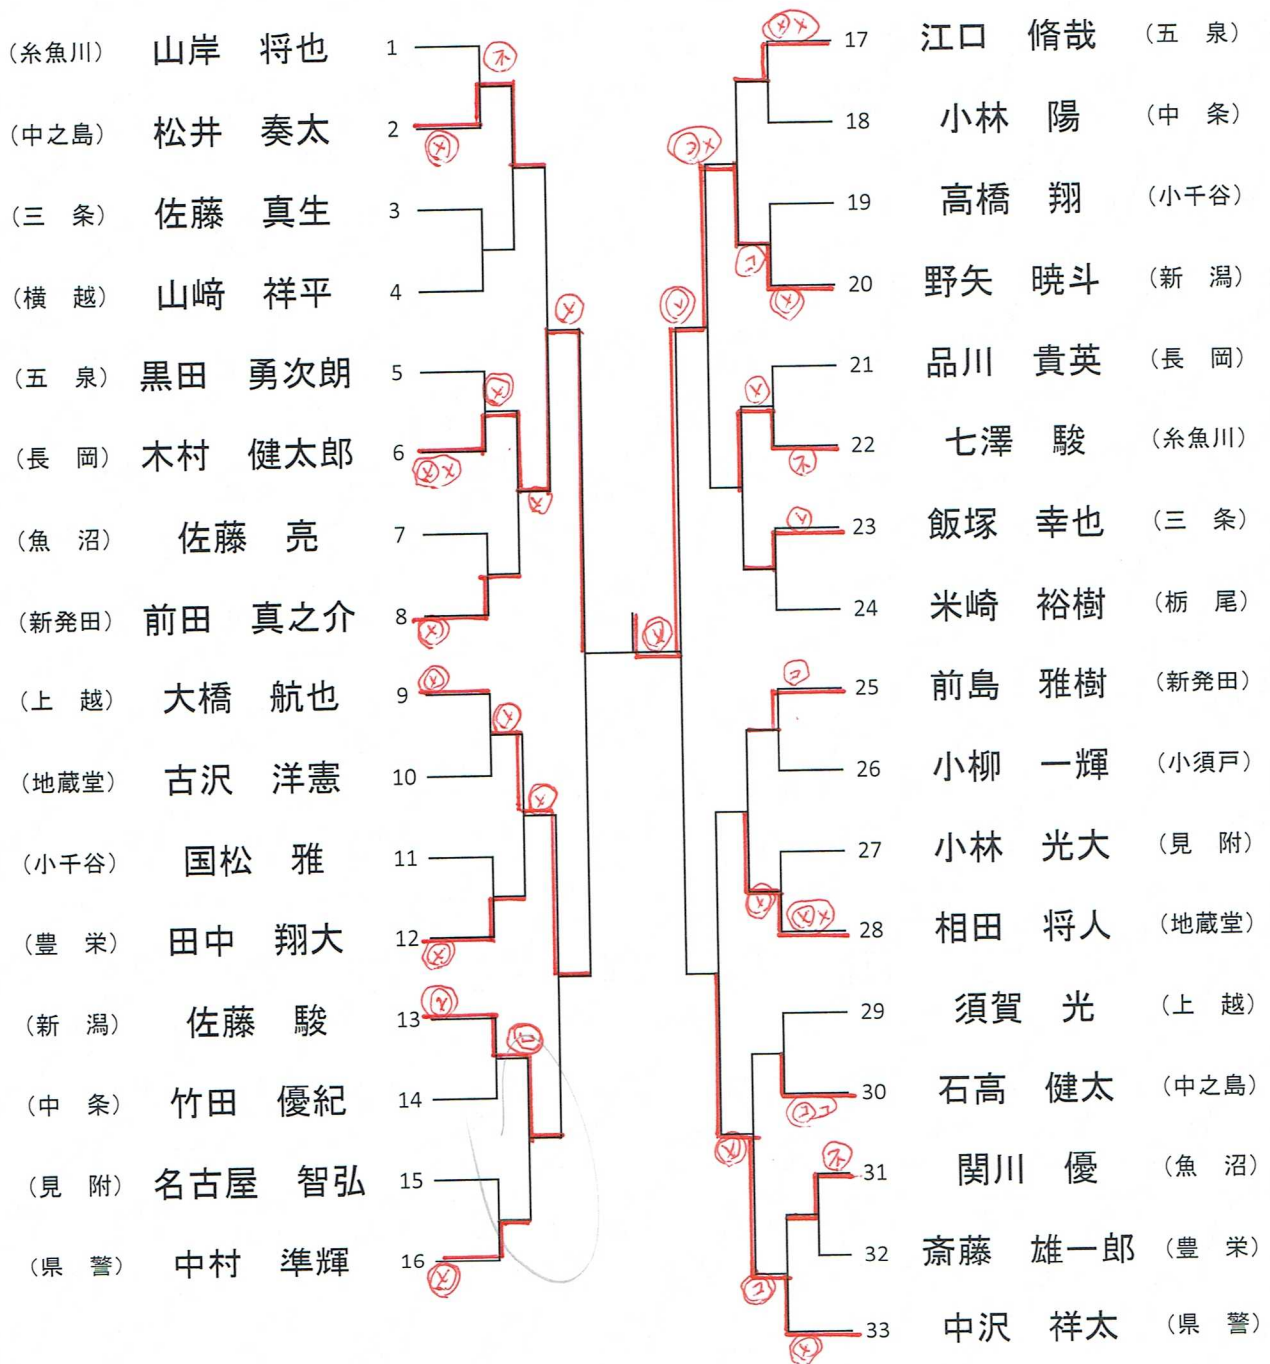 (糸魚川) 山岸 将也 1
(中之島) 松井 奏太 2
(三 条) 佐藤 真生 3
(横 越) 山﨑 祥平 4
(五 泉) 黒田 勇次朗 5
(長 岡) 木村 健太郎 6
(魚 沼) 佐藤 亮 7
(新発田) 前田 真之介 8
(上 越) 大橋 航也 9
(地蔵堂) 古沢 洋憲 10
(小千谷) 国松 雅 11
(豊 栄) 田中 翔大 12
(新 潟) 佐藤 駿 13
(中 条) 竹田 優紀 14
(見 附) 名古屋 智弘 15
(県 警) 中村 準輝 16
17 江口 脩哉 (五 泉)
18 小林 陽 (中 条)
19 高橋 翔 (小千谷)
20 野矢 暁斗 (新 潟)
21 品川 貴英 (長 岡)
22 七澤 駿 (糸魚川)
23 飯塚 幸也 (三 条)
24 米崎 裕樹 (栃 尾)
25 前島 雅樹 (新発田)
26 小柳 一輝 (小須戸)
27 小林 光大 (見 附)
28 相田 将人 (地蔵堂)
29 須賀 光 (上 越)
30 石高 健太 (中之島)
31 関川 優 (魚 沼)
32 斎藤 雄一郎 (豊 栄)
33 中沢 祥太 (県 警)